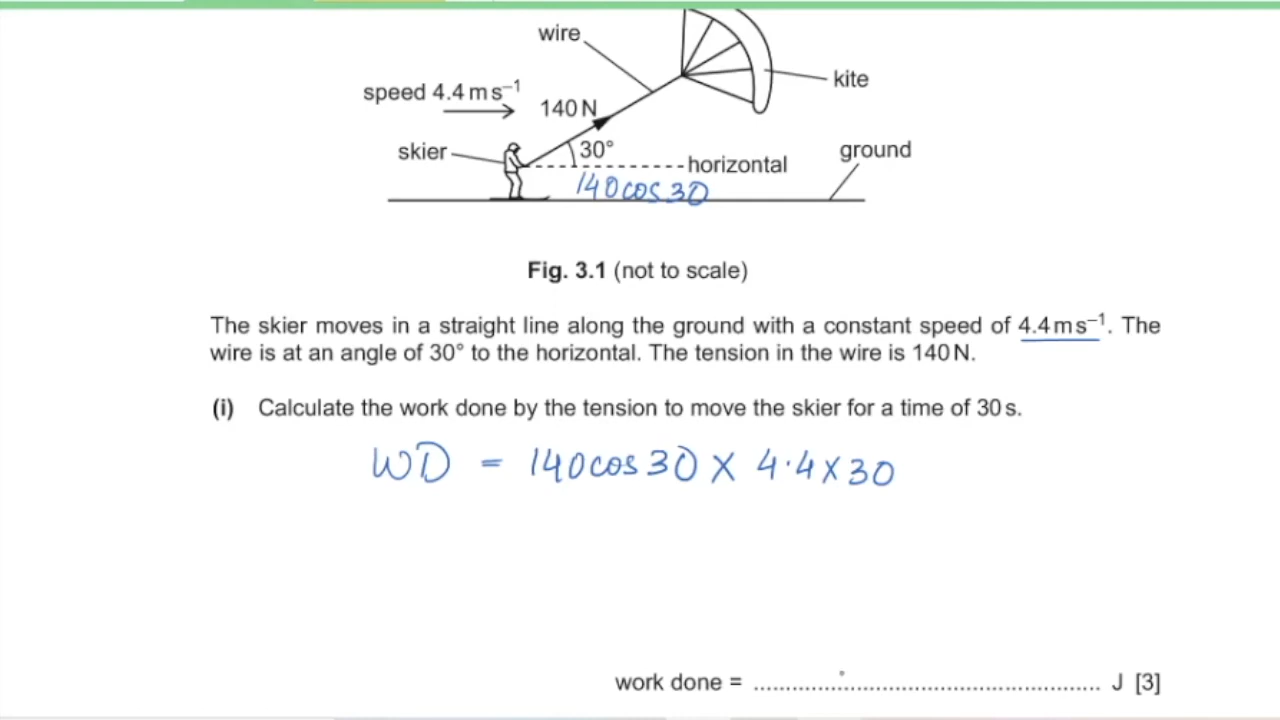 wire
kite
speed 4.4 m s⁻¹
140 N
skier
30°
horizontal
ground
140cos30
Fig. 3.1 (not to scale)
The skier moves in a straight line along the ground with a constant speed of 4.4 m s⁻¹. The
wire is at an angle of 30° to the horizontal. The tension in the wire is 140 N.
(i) Calculate the work done by the tension to move the skier for a time of 30 s.
WD = 140cos30 × 4.4×30
work done = ...................................................... J [3]